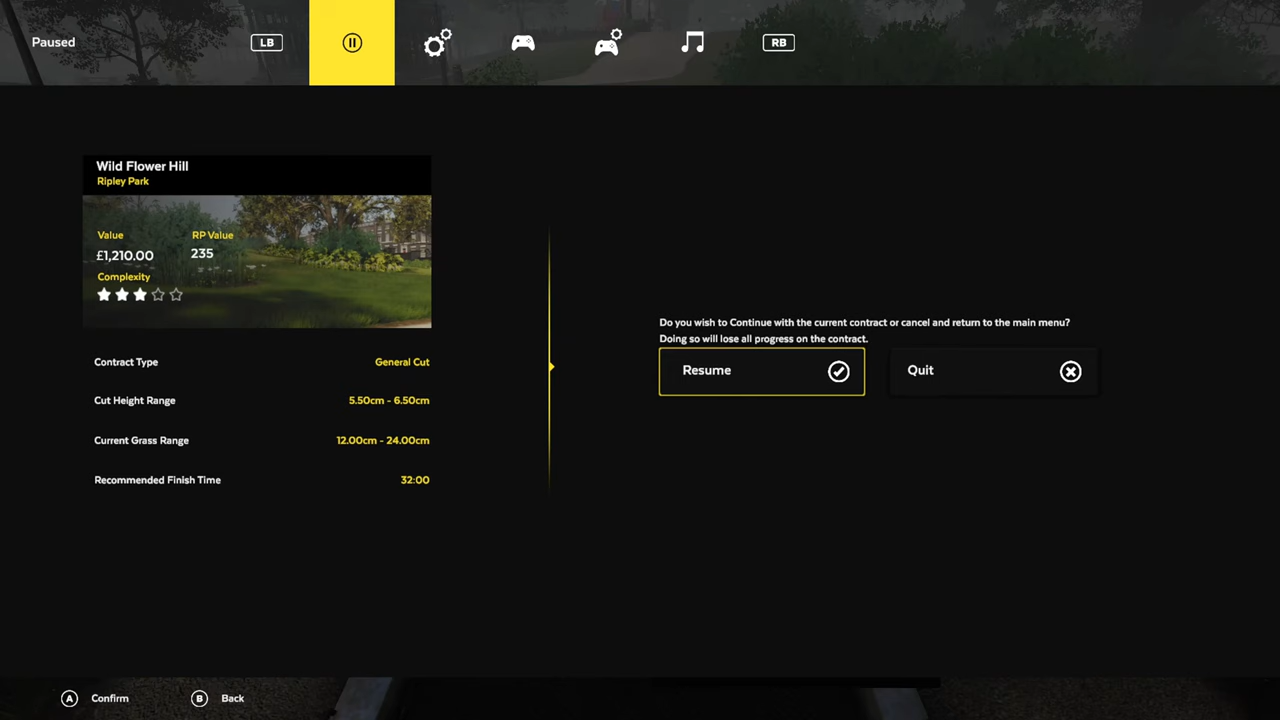 Paused
LB
RB
Wild Flower Hill
Ripley Park
Value
RP Value
£1,210.00
235
Complexity
Contract Type
General Cut
Cut Height Range
5.50cm - 6.50cm
Current Grass Range
12.00cm - 24.00cm
Recommended Finish Time
32:00
Do you wish to Continue with the current contract or cancel and return to the main menu?
Doing so will lose all progress on the contract.
Resume
Quit
A Confirm
B Back